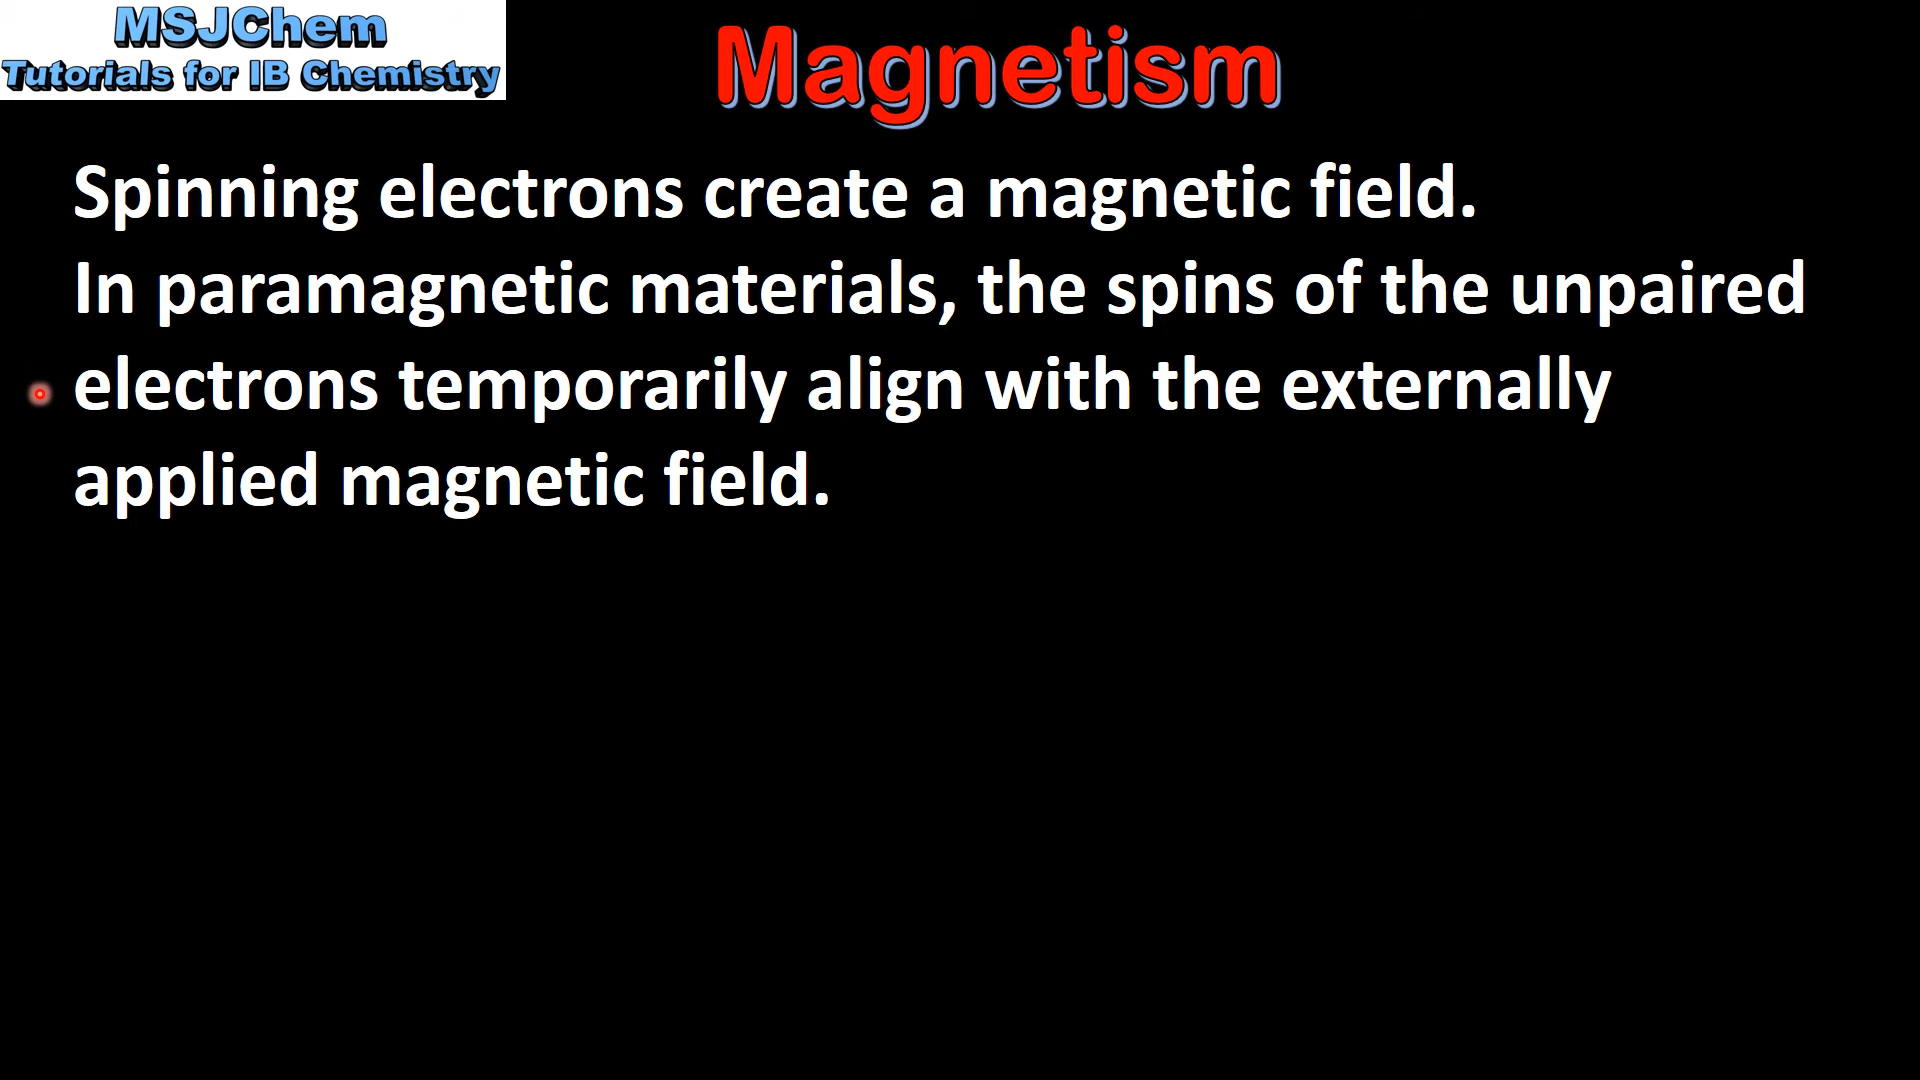 MSJChem
Tutorials for IB Chemistry
Magnetism
Spinning electrons create a magnetic field.
In paramagnetic materials, the spins of the unpaired
electrons temporarily align with the externally
applied magnetic field.